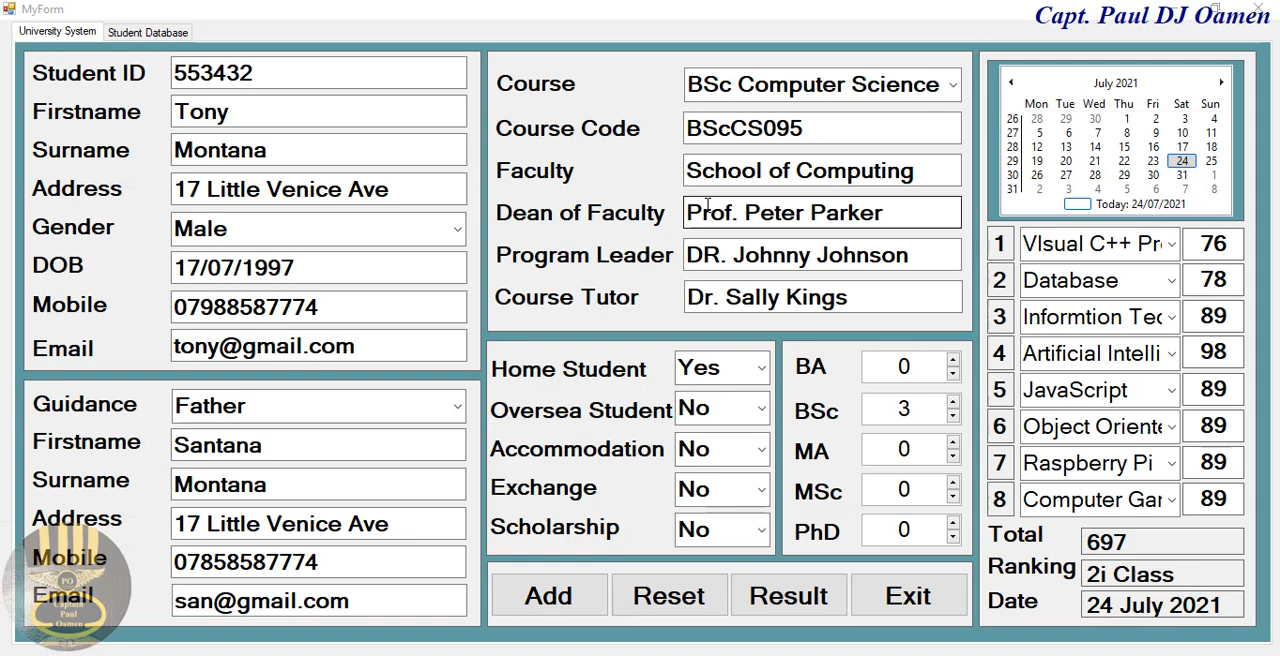 MyForm
Capt. Paul DJ Oamen
University System
Student Database
Student ID 553432
Firstname Tony
Surname Montana
Address 17 Little Venice Ave
Gender Male
DOB 17/07/1997
Mobile 07988587774
Email tony@gmail.com
Guidance Father
Firstname Santana
Surname Montana
Address 17 Little Venice Ave
Mobile 07858587774
Email san@gmail.com
PO
Captain
Paul
Oamen
Course BSc Computer Science
Course Code BScCS095
Faculty School of Computing
Dean of Faculty Prof. Peter Parker
Program Leader DR. Johnny Johnson
Course Tutor Dr. Sally Kings
Home Student Yes
Oversea Student No
Accommodation No
Exchange No
Scholarship No
BA 0
BSc 3
MA 0
MSc 0
PhD 0
Add Reset Result Exit
July 2021
Mon Tue Wed Thu Fri Sat Sun
26 28 29 30 1 2 3 4
27 5 6 7 8 9 10 11
28 12 13 14 15 16 17 18
29 19 20 21 22 23 24 25
30 26 27 28 29 30 31 1
31 2 3 4 5 6 7 8
Today: 24/07/2021
1 VIsual C++ Pr 76
2 Database 78
3 Informtion Tec 89
4 Artificial Intelli 98
5 JavaScript 89
6 Object Oriente 89
7 Raspberry Pi 89
8 Computer Gar 89
Total 697
Ranking 2i Class
Date 24 July 2021